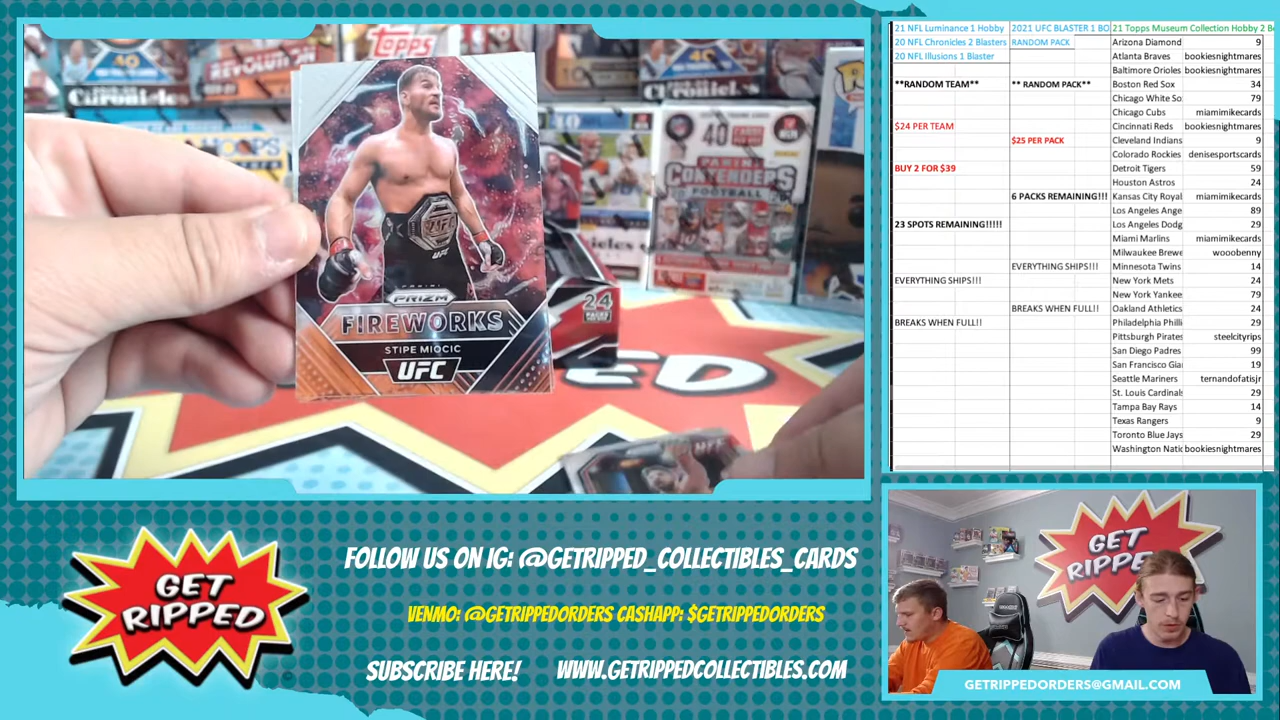 TOPPS
Chronicles
40
PANINI
CONTENDERS
FOOTBALL
HOOPS
24
PANINI
PRIZM
FIREWORKS
STIPE MIOCIC
UFC
21 NFL Luminance 1 Hobby
20 NFL Chronicles 2 Blasters
20 NFL Illusions 1 Blaster
**RANDOM TEAM**
$24 PER TEAM
BUY 2 FOR $39
23 SPOTS REMAINING!!!!!
EVERYTHING SHIPS!!!
BREAKS WHEN FULL!!
2021 UFC BLASTER 1 BO
RANDOM PACK
** RANDOM PACK**
$25 PER PACK
6 PACKS REMAINING!!!
EVERYTHING SHIPS!!!
BREAKS WHEN FULL!!
21 Topps Museum Collection Hobby 2 B
Arizona Diamond 9
Atlanta Braves bookiesnightmares
Baltimore Orioles bookiesnightmares
Boston Red Sox 34
Chicago White So 79
Chicago Cubs miamimikecards
Cincinnati Reds bookiesnightmares
Cleveland Indians 9
Colorado Rockies denisesportscards
Detroit Tigers 59
Houston Astros 24
Kansas City Royal miamimikecards
Los Angeles Ange 89
Los Angeles Dodg 29
Miami Marlins miamimikecards
Milwaukee Brewe wooobenny
Minnesota Twins 14
New York Mets 24
New York Yankee 79
Oakland Athletics 24
Philadelphia Philli 29
Pittsburgh Pirates steelcityrips
San Diego Padres 99
San Francisco Gia 19
Seattle Mariners ternandofatisjr
St. Louis Cardinals 29
Tampa Bay Rays 14
Texas Rangers 9
Toronto Blue Jays 29
Washington Natio bookiesnightmares
GET
RIPPED
FOLLOW US ON IG: @GETRIPPED_COLLECTIBLES_CARDS
VENMO: @GETRIPPEDORDERS CASHAPP: $GETRIPPEDORDERS
SUBSCRIBE HERE! WWW.GETRIPPEDCOLLECTIBLES.COM
GET
RIPPE
GETRIPPEDORDERS@GMAIL.COM